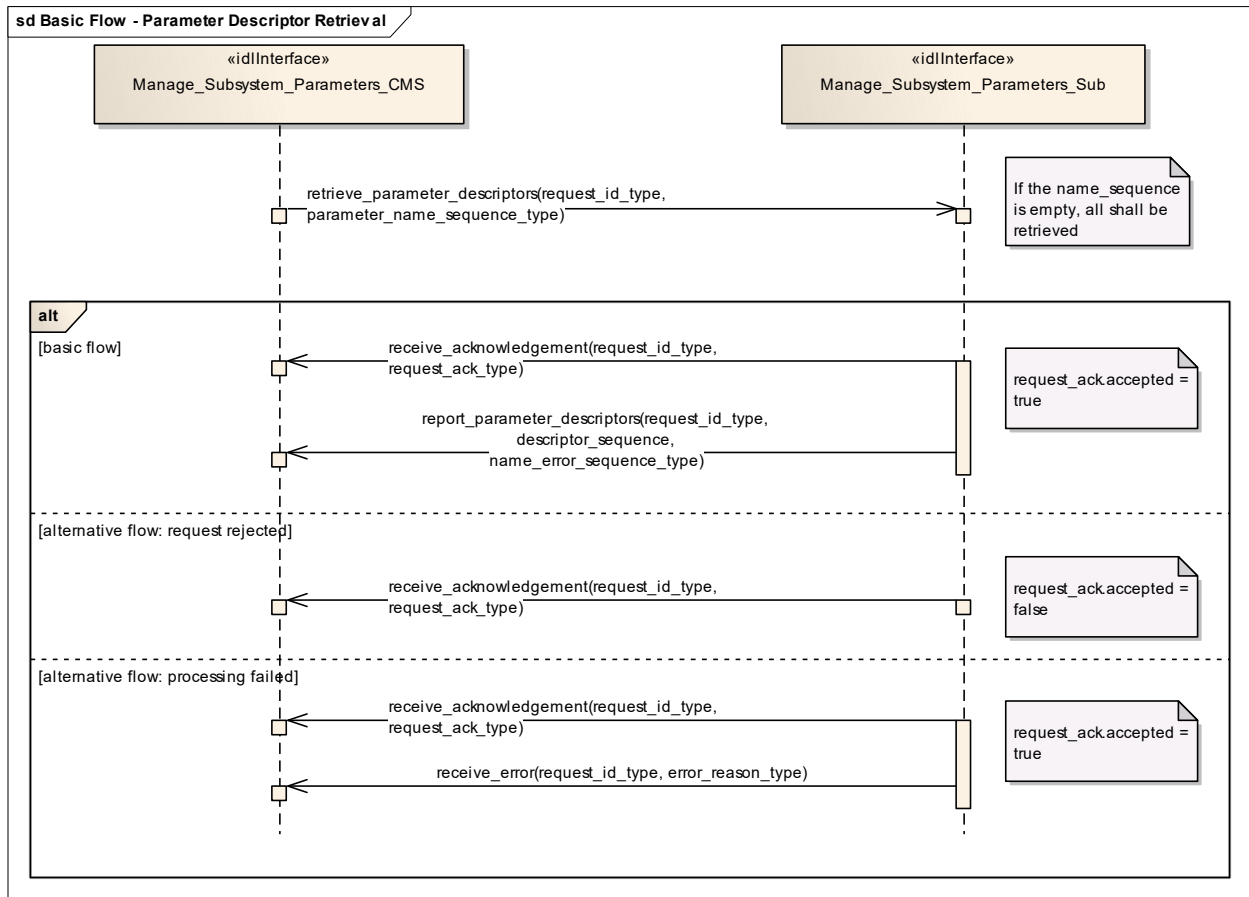 sd Basic Flow - Parameter Descriptor Retrieval
«idlInterface»
Manage_Subsystem_Parameters_CMS
«idlInterface»
Manage_Subsystem_Parameters_Sub
retrieve_parameter_descriptors(request_id_type,
parameter_name_sequence_type)
If the name_sequence
is empty, all shall be
retrieved
alt
[basic flow]
receive_acknowledgement(request_id_type,
request_ack_type)
request_ack.accepted =
true
report_parameter_descriptors(request_id_type,
descriptor_sequence,
name_error_sequence_type)
[alternative flow: request rejected]
receive_acknowledgement(request_id_type,
request_ack_type)
request_ack.accepted =
false
[alternative flow: processing failed]
receive_acknowledgement(request_id_type,
request_ack_type)
request_ack.accepted =
true
receive_error(request_id_type, error_reason_type)